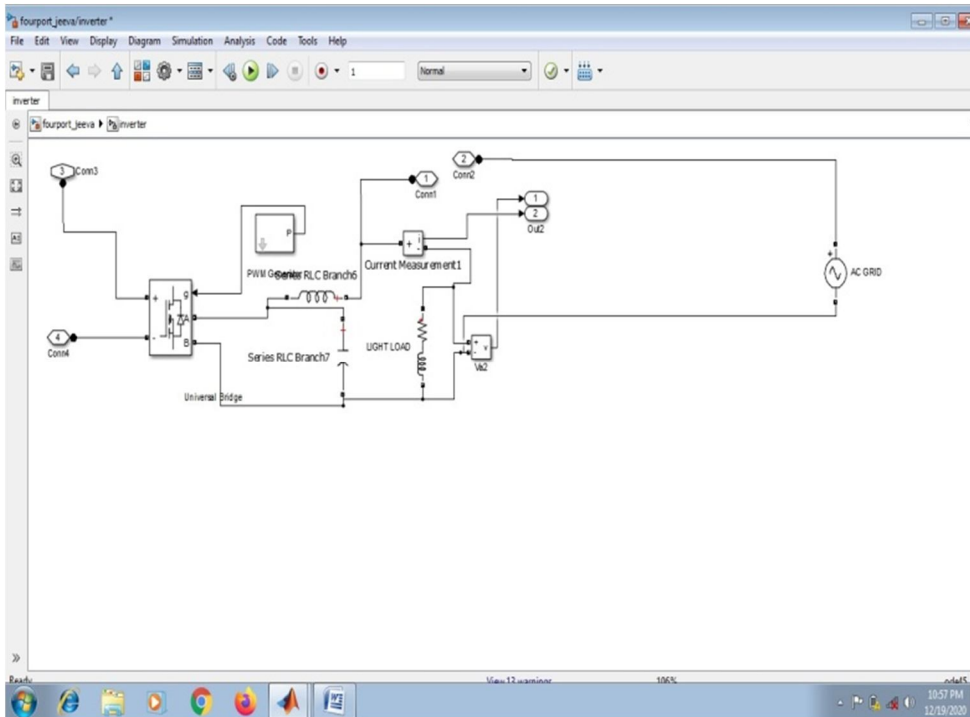 fourport_jeeva/inverter *
File Edit View Display Diagram Simulation Analysis Code Tools Help
1
Normal
inverter
fourport_jeeva inverter
3
Conn3
2
Conn2
1
Conn1
1
2
Out2
P
PWM
Series RLC Branch6
+ i
-
Current Measurement1
+
AC GRID
+ g
A
- B
4
Conn4
Series RLC Branch7
LIGHT LOAD
+ v
-
Va2
Universal Bridge
Ready
View 13 warnings
106%
ode45
10:57 PM
12/19/2020